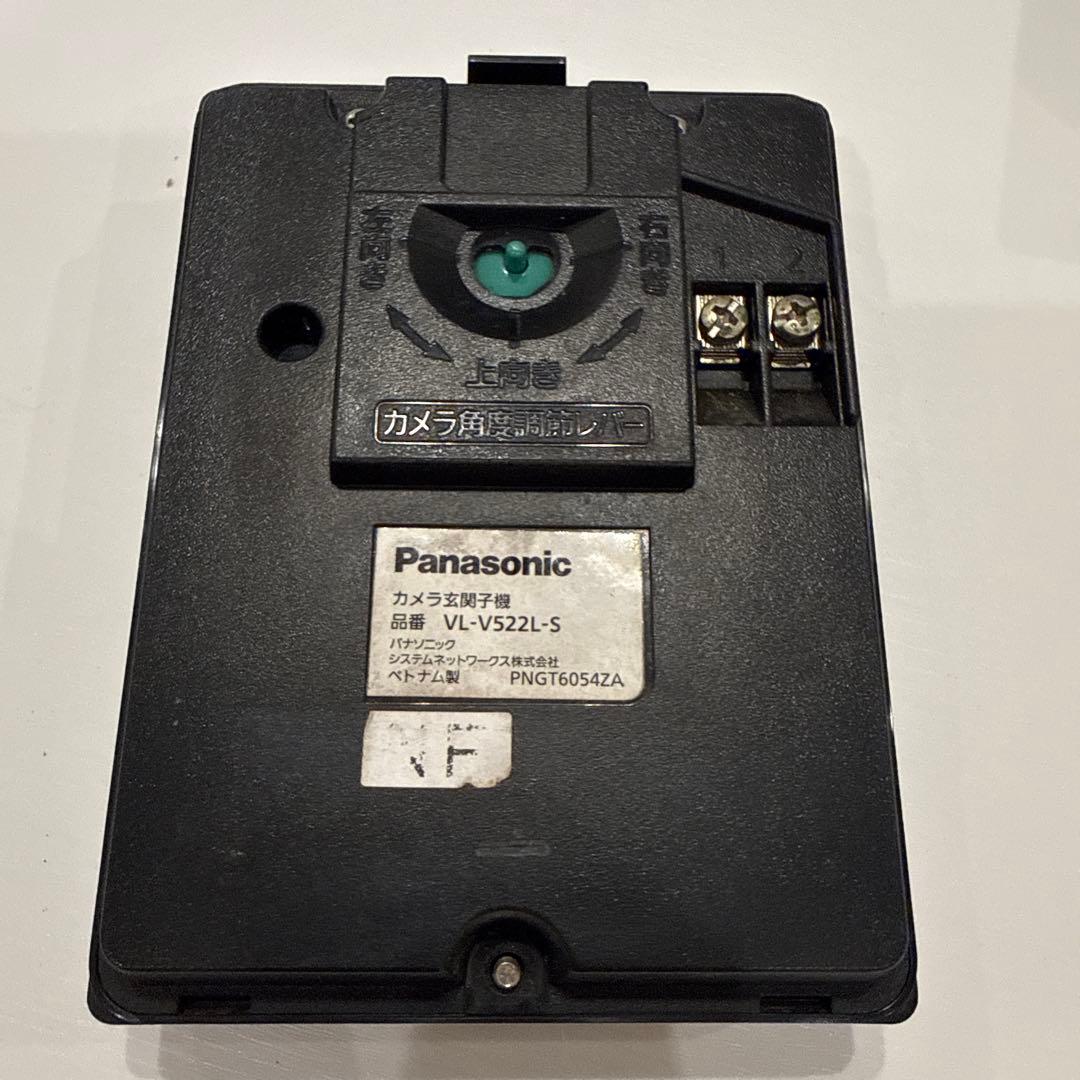 左向き
右向き
1 2
上向き
カメラ角度調節レバー
Panasonic
カメラ玄関子機
品番 VL-V522L-S
パナソニック
システムネットワークス株式会社
ベトナム製 PNGT6054ZA